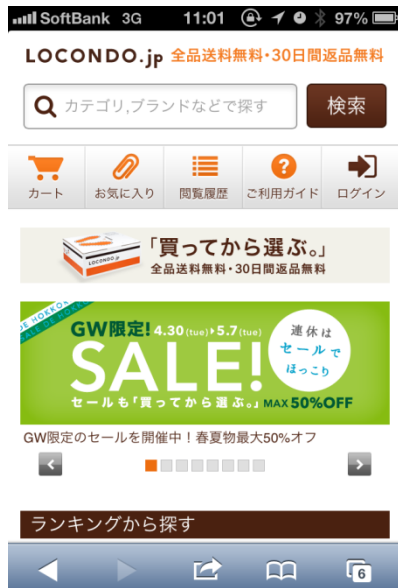 SoftBank 3G 11:01 97%
LOCONDO.jp 全品送料無料・30日間返品無料
カテゴリ,ブランドなどで探す 検索
カート お気に入り 閲覧履歴 ご利用ガイド ログイン
LOCONDO.jp
「買ってから選ぶ。」
全品送料無料・30日間返品無料
GW限定! 4.30(tue)▸5.7(tue)
SALE!
連休は
セールで
ほっこり
セールも「買ってから選ぶ。」 MAX 50%OFF
GW限定のセールを開催中！春夏物最大50%オフ
ランキングから探す
6